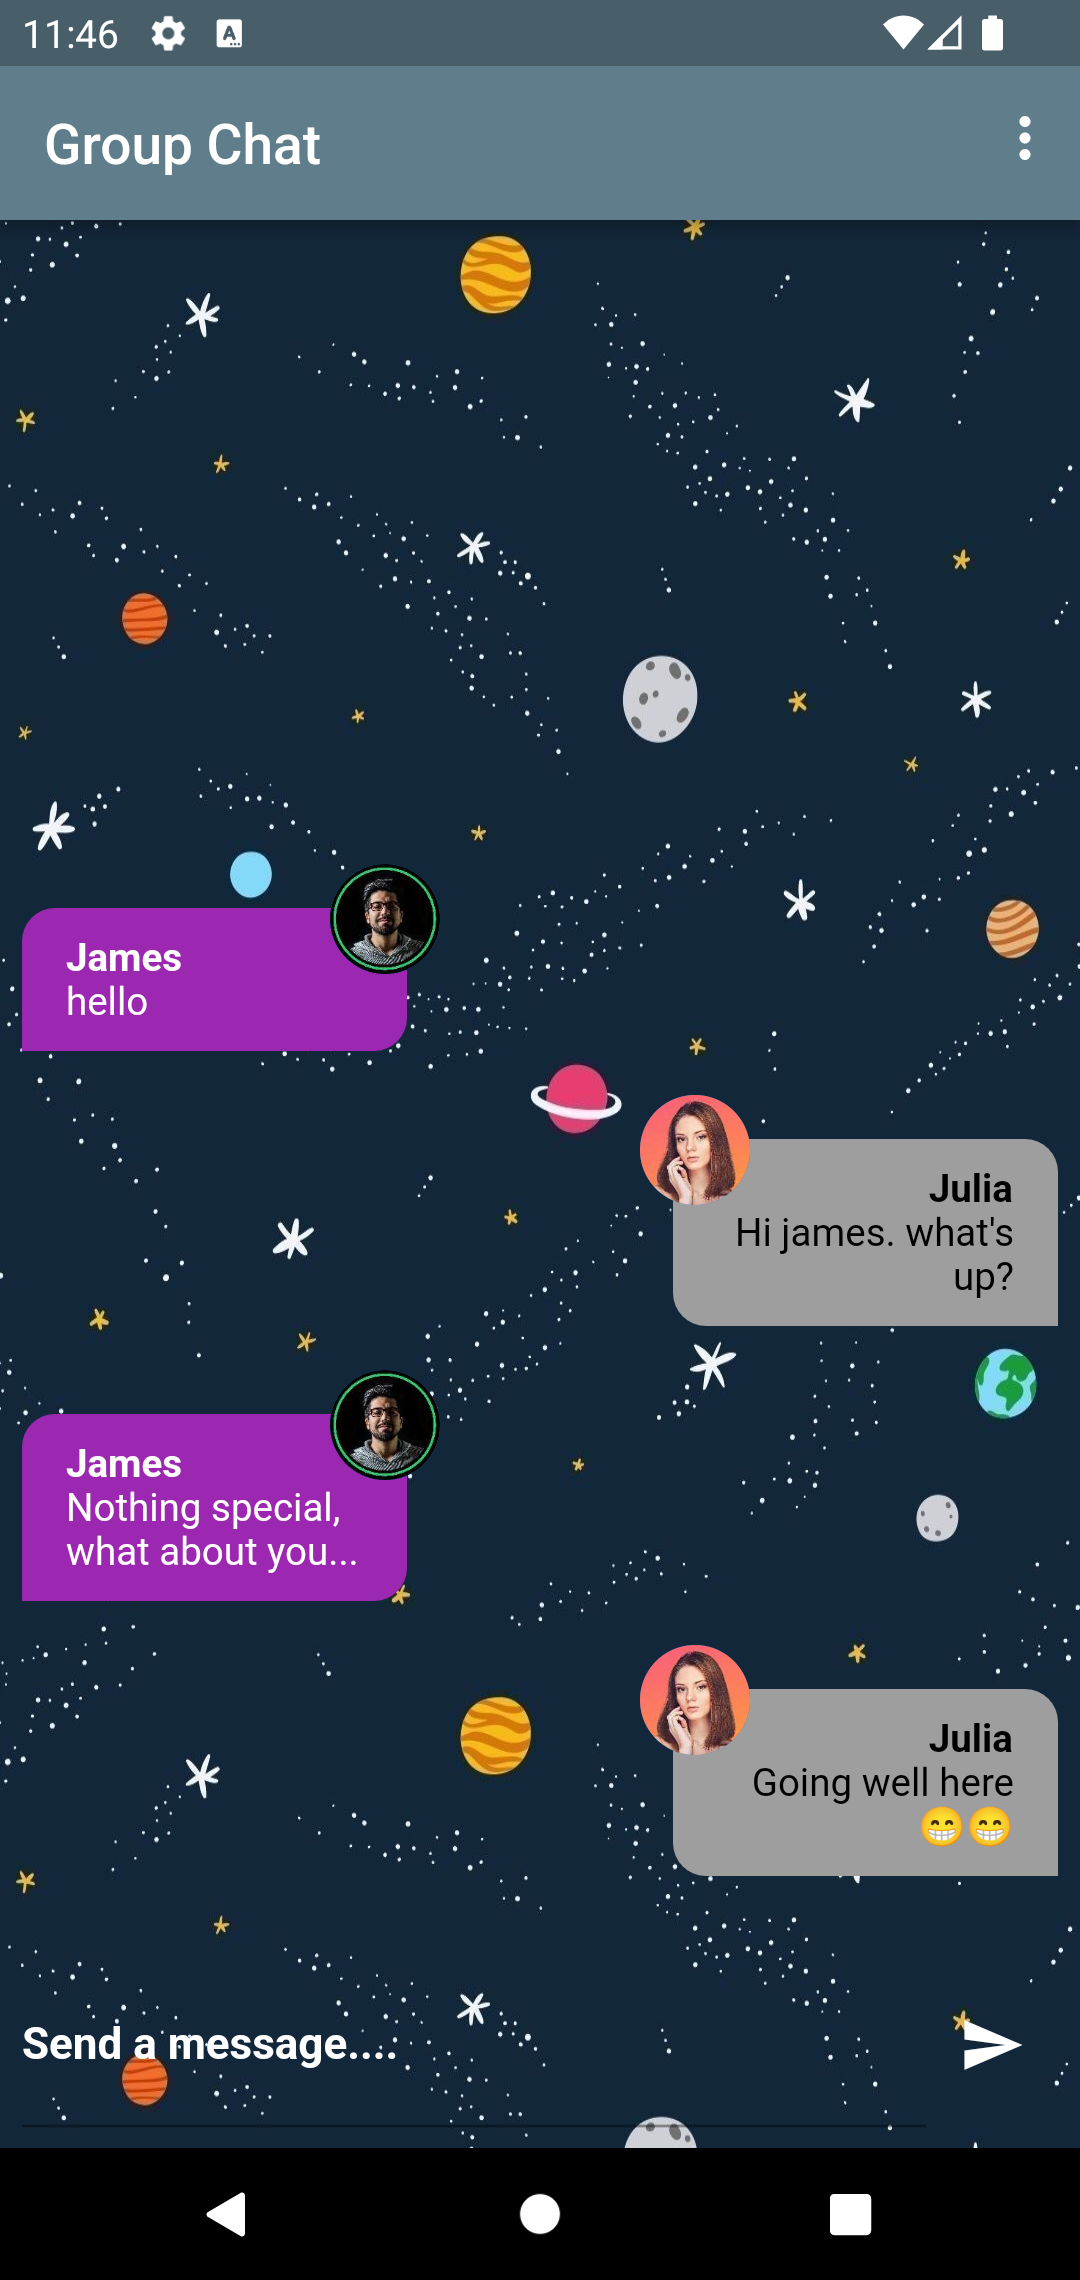 11:46
Group Chat
James
hello
Julia
Hi james. what's
up?
James
Nothing special,
what about you...
Julia
Going well here
😁😁
Send a message....